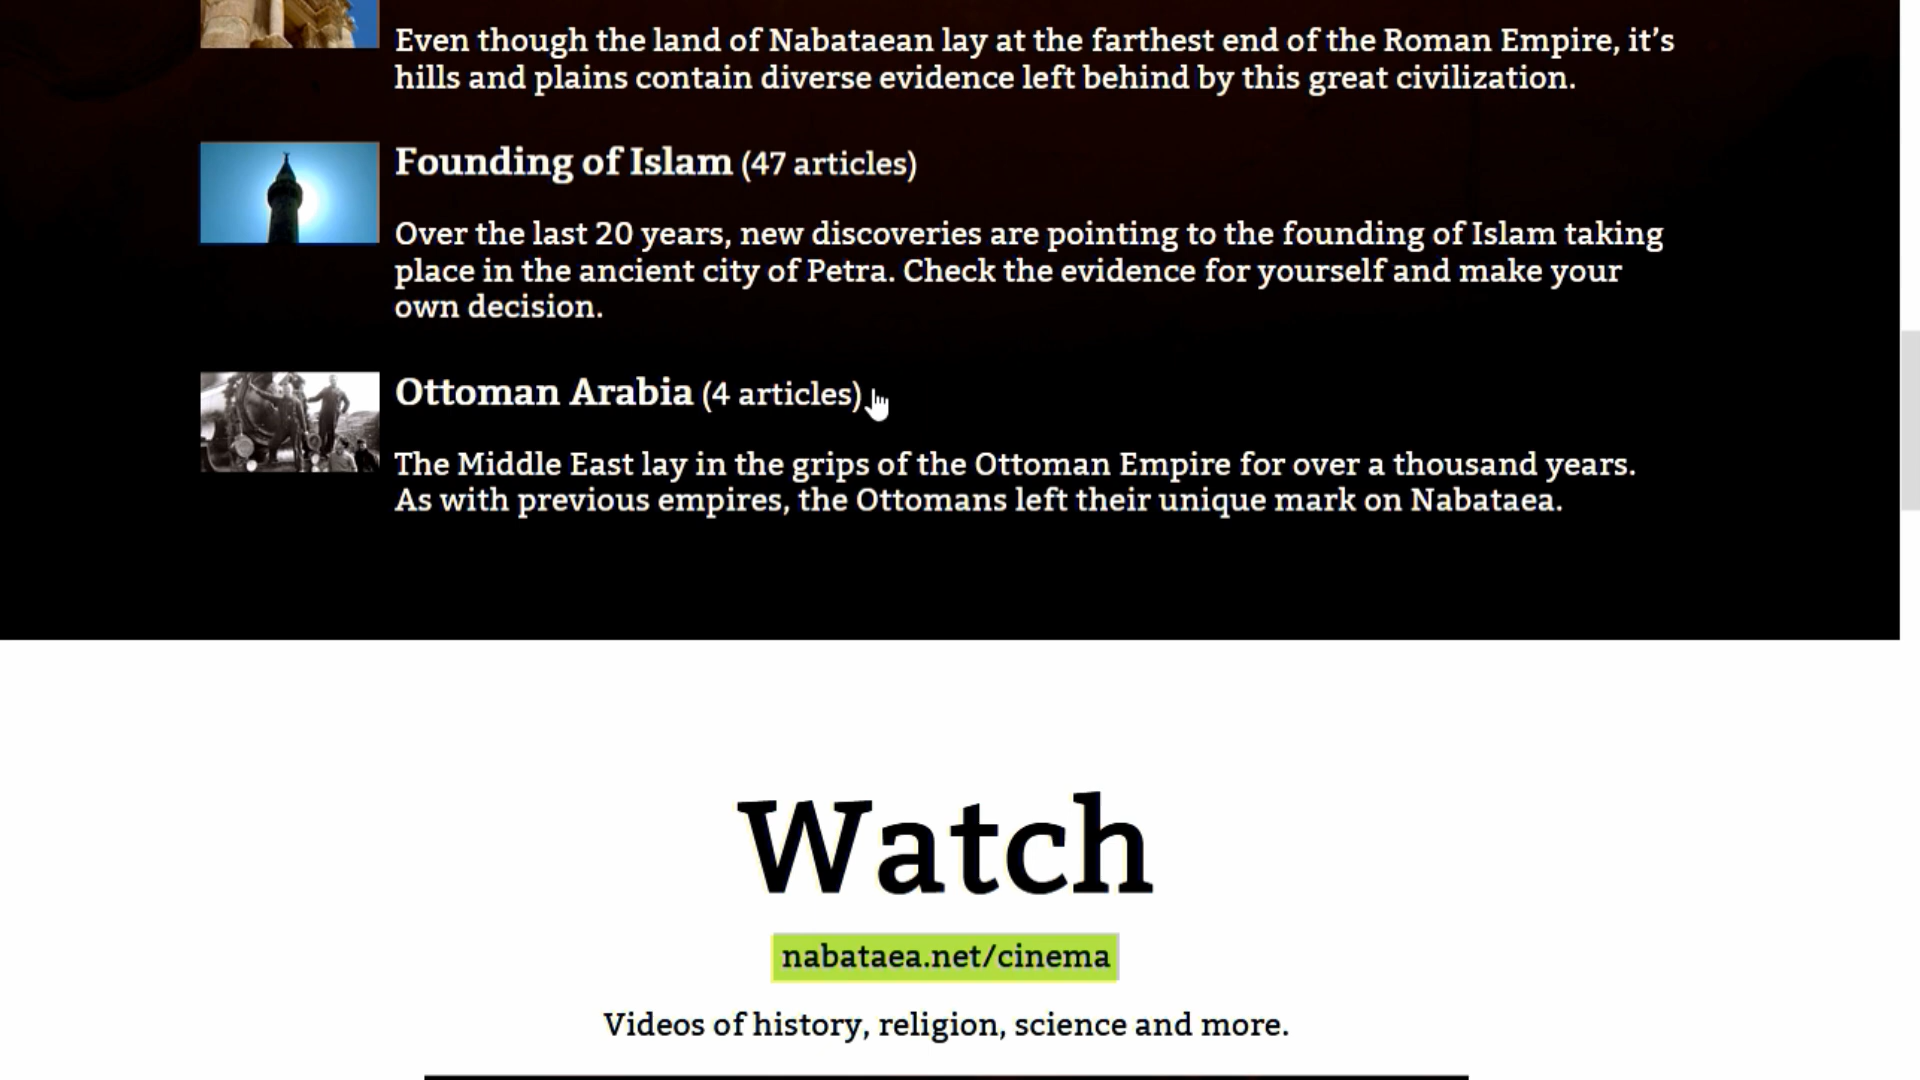 Even though the land of Nabataean lay at the farthest end of the Roman Empire, it’s
hills and plains contain diverse evidence left behind by this great civilization.
Founding of Islam (47 articles)
Over the last 20 years, new discoveries are pointing to the founding of Islam taking
place in the ancient city of Petra. Check the evidence for yourself and make your
own decision.
Ottoman Arabia (4 articles)
The Middle East lay in the grips of the Ottoman Empire for over a thousand years.
As with previous empires, the Ottomans left their unique mark on Nabataea.
Watch
nabataea.net/cinema
Videos of history, religion, science and more.